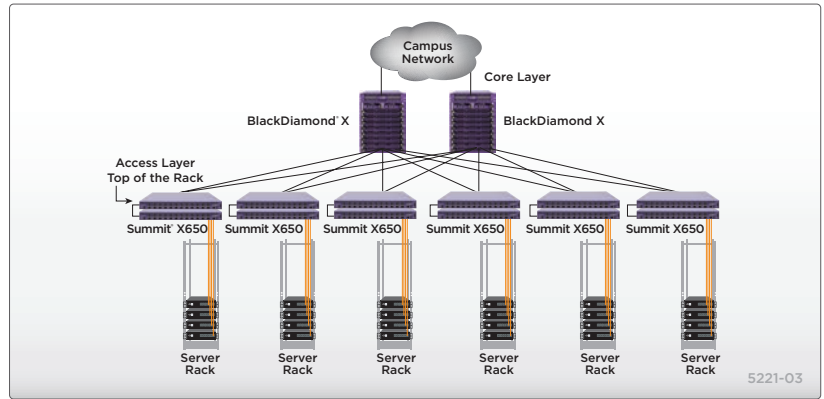 Campus
Network
Core Layer
BlackDiamond® X
BlackDiamond X
Access Layer
Top of the Rack
Summit® X650
Summit X650
Summit X650
Summit X650
Summit X650
Summit X650
Server
Rack
Server
Rack
Server
Rack
Server
Rack
Server
Rack
Server
Rack
5221-03